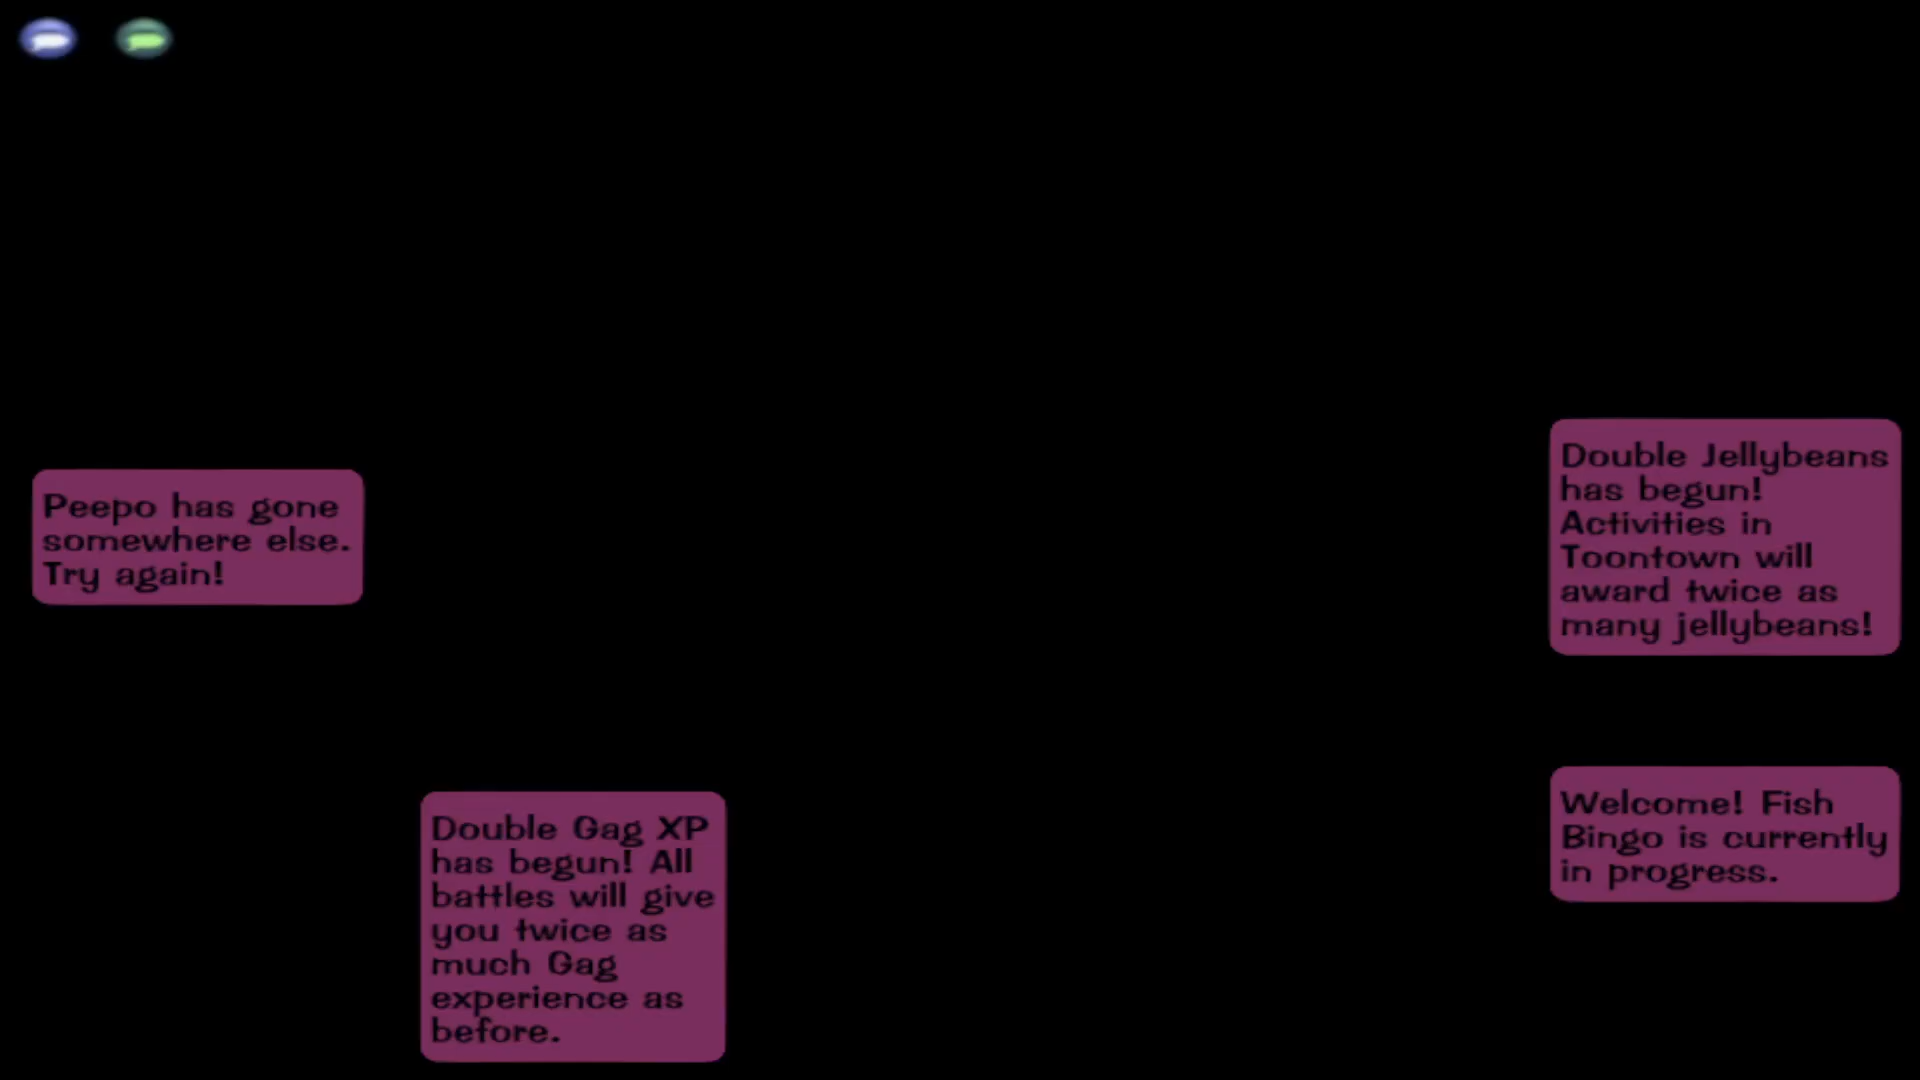 Peepo has gone
somewhere else.
Try again!
Double Jellybeans
has begun!
Activities in
Toontown will
award twice as
many jellybeans!
Double Gag XP
has begun! All
battles will give
you twice as
much Gag
experience as
before.
Welcome! Fish
Bingo is currently
in progress.